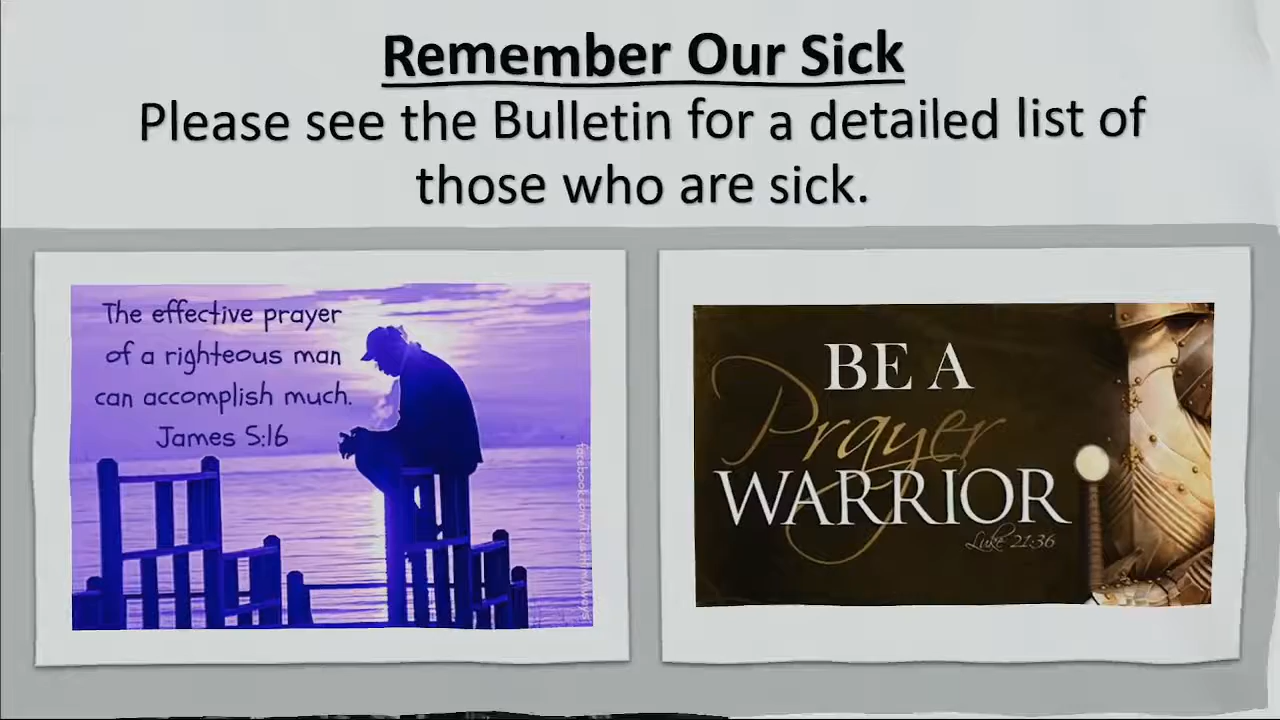 Remember Our Sick
Please see the Bulletin for a detailed list of
those who are sick.
The effective prayer
of a righteous man
can accomplish much.
James 5:16
BE A
Prayer
WARRIOR
Luke 21:36